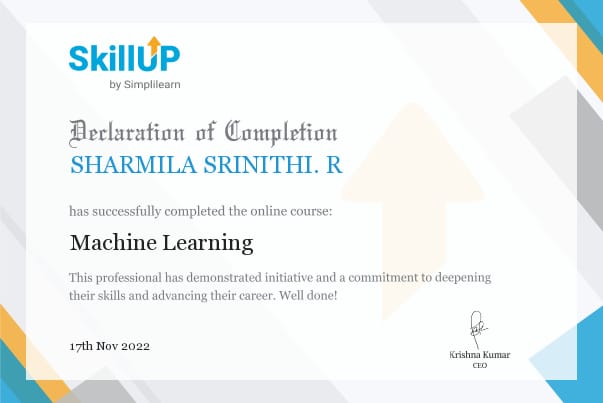 SkillUP
by Simplilearn
Declaration of Completion
SHARMILA SRINITHI. R
has successfully completed the online course:
Machine Learning
This professional has demonstrated initiative and a commitment to deepening
their skills and advancing their career. Well done!
17th Nov 2022
Krishna Kumar
CEO